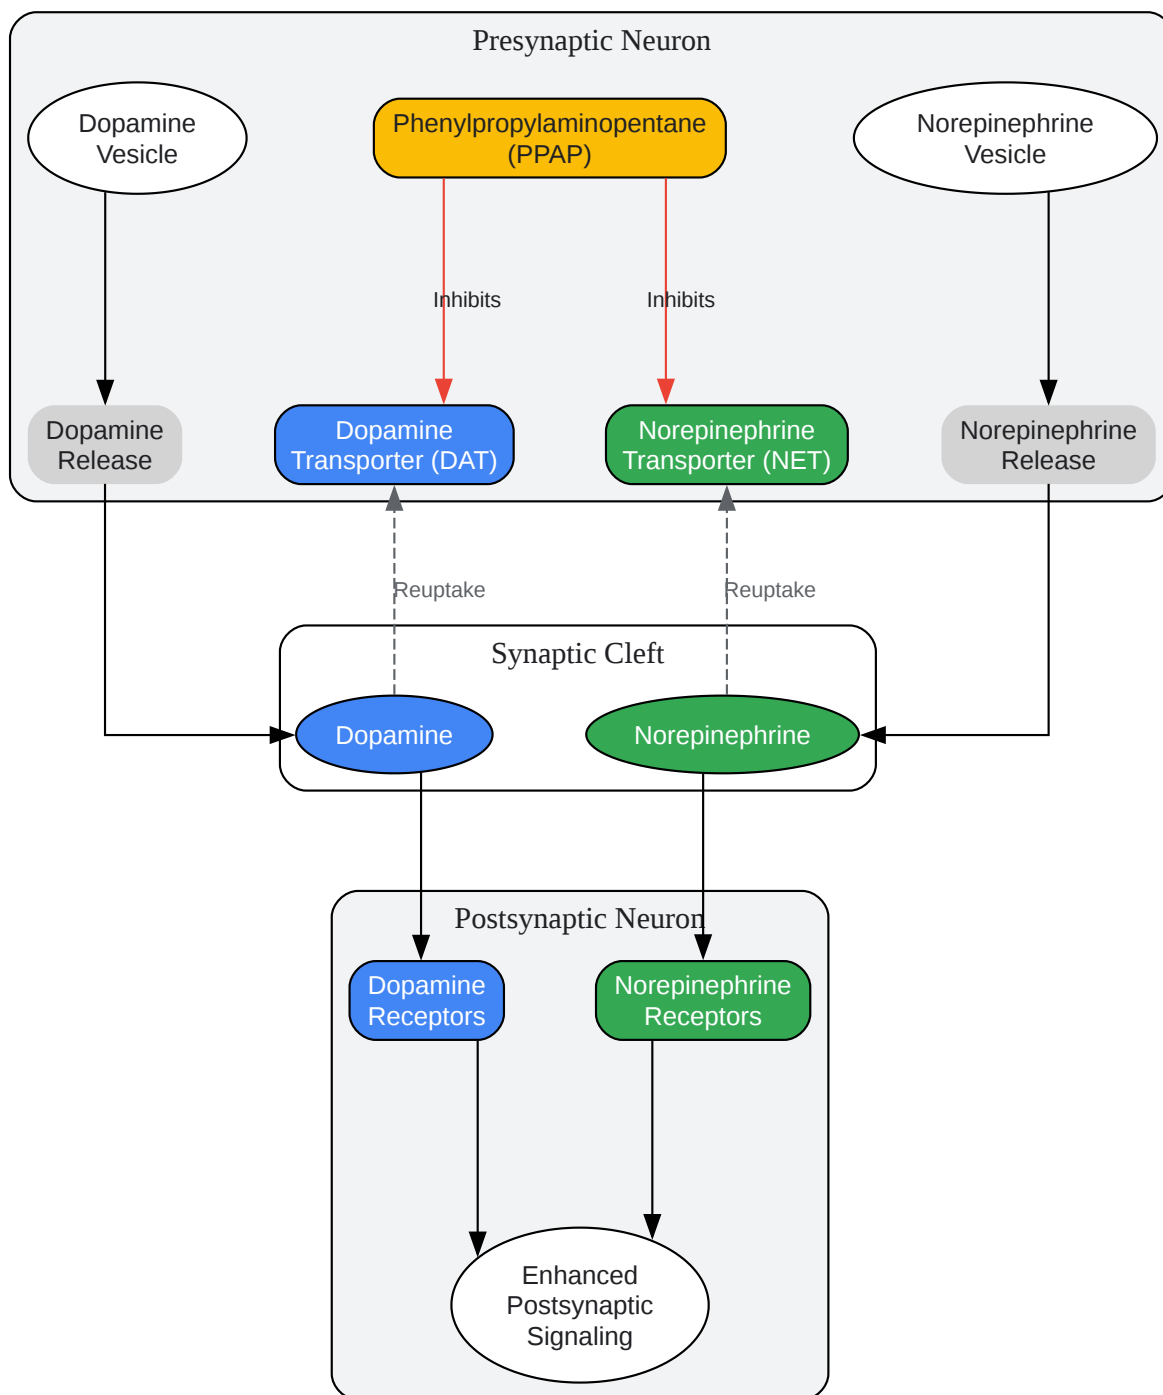 Presynaptic Neuron
Dopamine
Vesicle
Phenylpropylaminopentane
(PPAP)
Norepinephrine
Vesicle
Inhibits
Inhibits
Dopamine
Release
Dopamine
Transporter (DAT)
Norepinephrine
Transporter (NET)
Norepinephrine
Release
Reuptake
Reuptake
Synaptic Cleft
Dopamine
Norepinephrine
Postsynaptic Neuron
Dopamine
Receptors
Norepinephrine
Receptors
Enhanced
Postsynaptic
Signaling